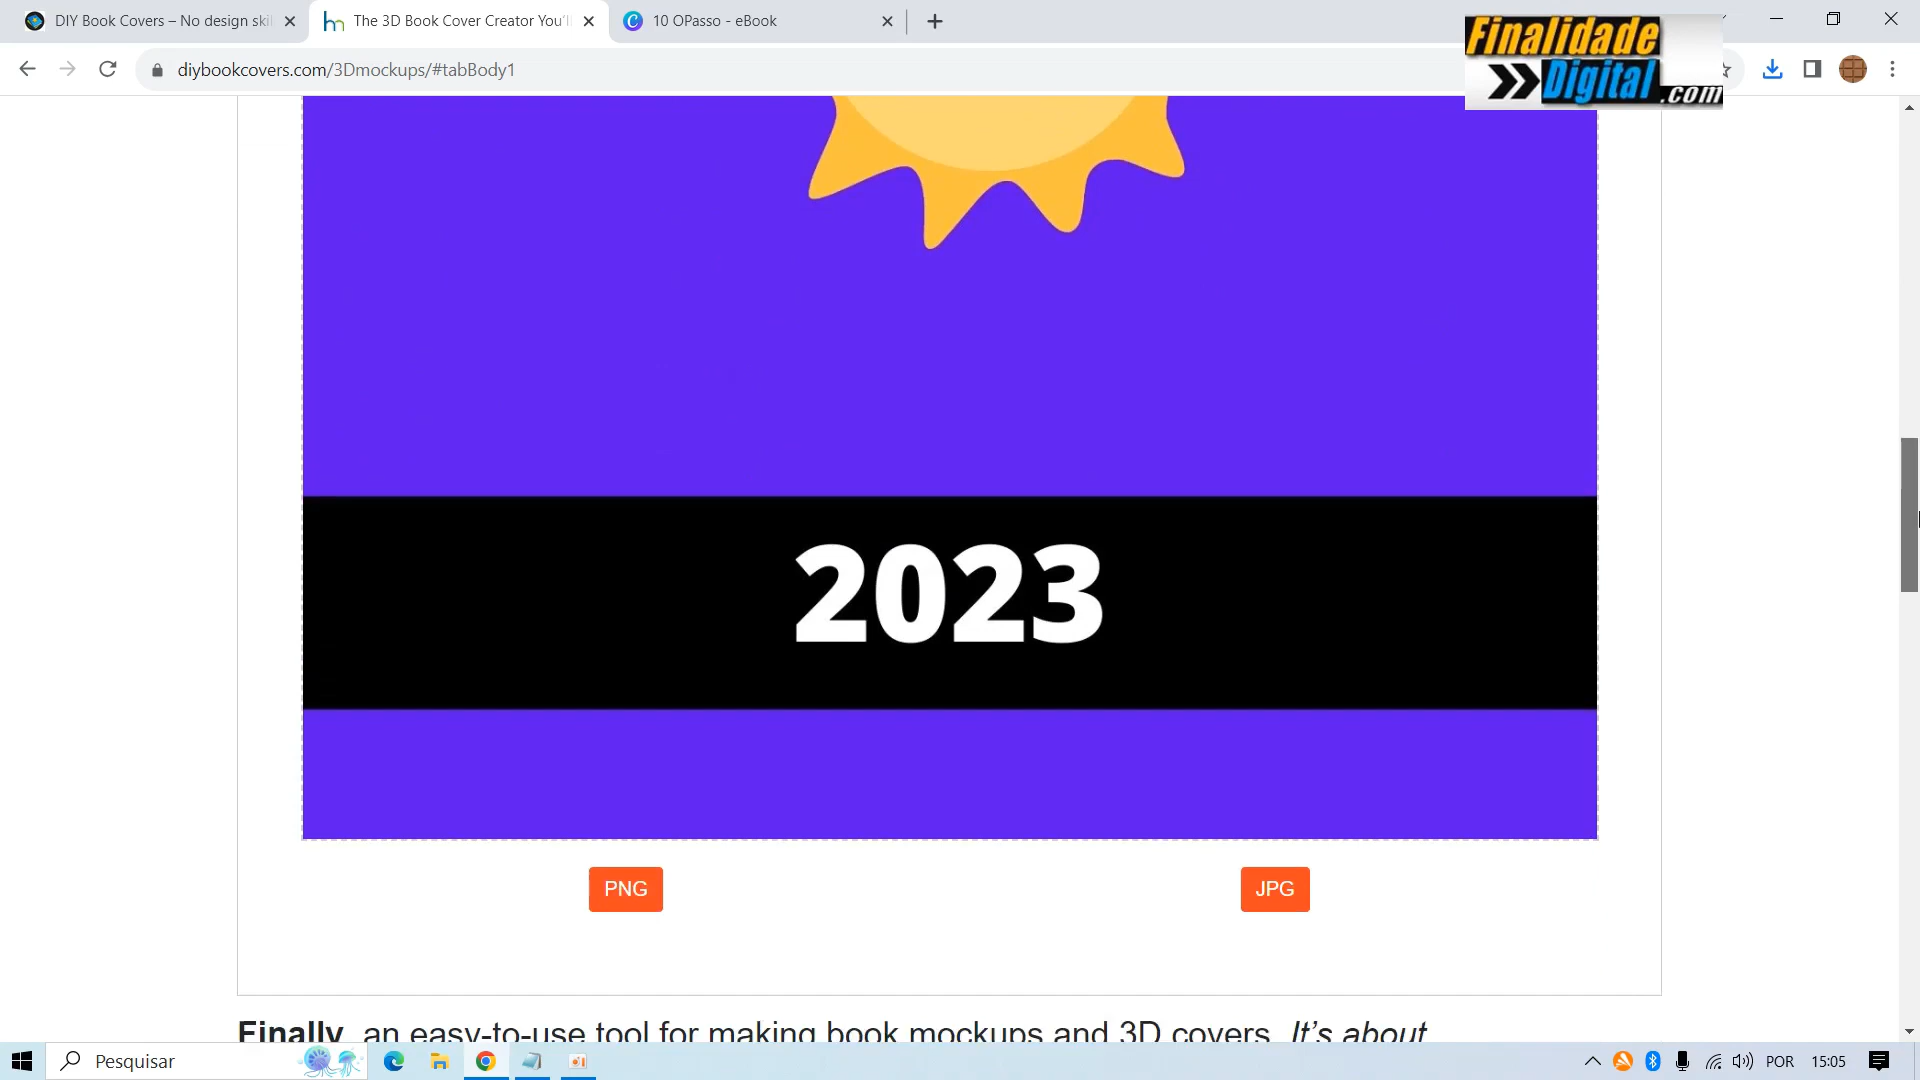 DIY Book Covers – No design ski
The 3D Book Cover Creator You'l
10 OPasso - eBook
diybookcovers.com/3Dmockups/#tabBody1
Finalidade
Digital
.com
2023
PNG
JPG
Finally, an easy-to-use tool for making book mockups and 3D covers. It's about
Pesquisar
POR
15:05